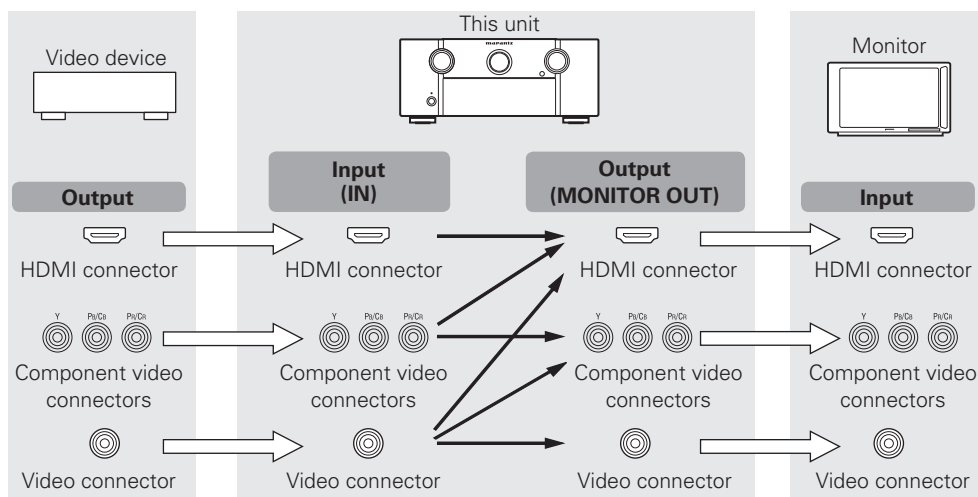 This unit
Video device
marantz
Monitor
Output
Input
(IN)
Output
(MONITOR OUT)
Input
HDMI connector
HDMI connector
HDMI connector
HDMI connector
Y PB/CB PR/CR
Y PB/CB PR/CR
Y PB/CB PR/CR
Y PB/CB PR/CR
Component video
connectors
Component video
connectors
Component video
connectors
Component video
connectors
Video connector
Video connector
Video connector
Video connector